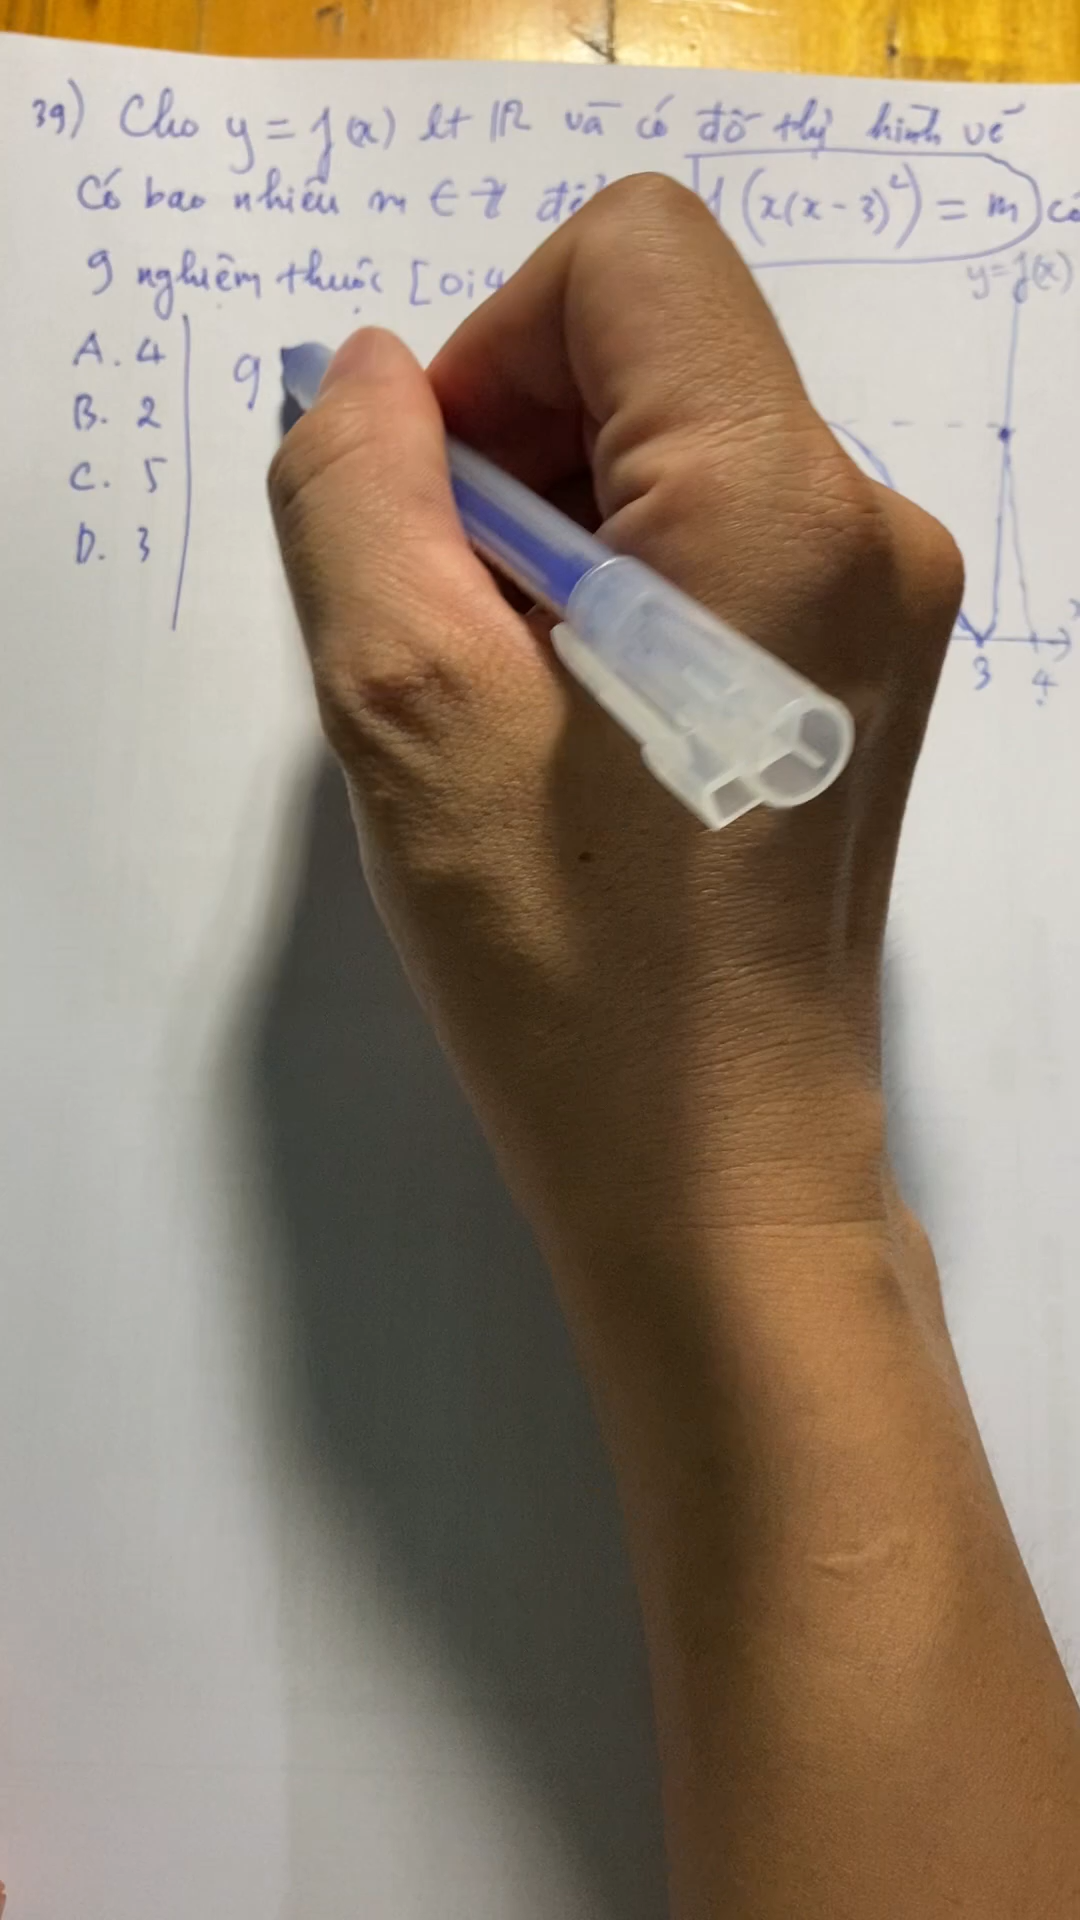 39) Cho y = f(x) lt ℝ và có đồ thị hình vẽ
Có bao nhiêu m ∈ ℤ để (x(x-3)²) = m có
9 nghiệm thuộc [0;4
y=f(x)
A. 4
B. 2
C. 5
D. 3
9
x
3 4